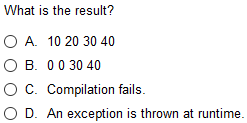 What is the result?
A. 10 20 30 40
B. 0 0 30 40
C. Compilation fails.
D. An exception is thrown at runtime.